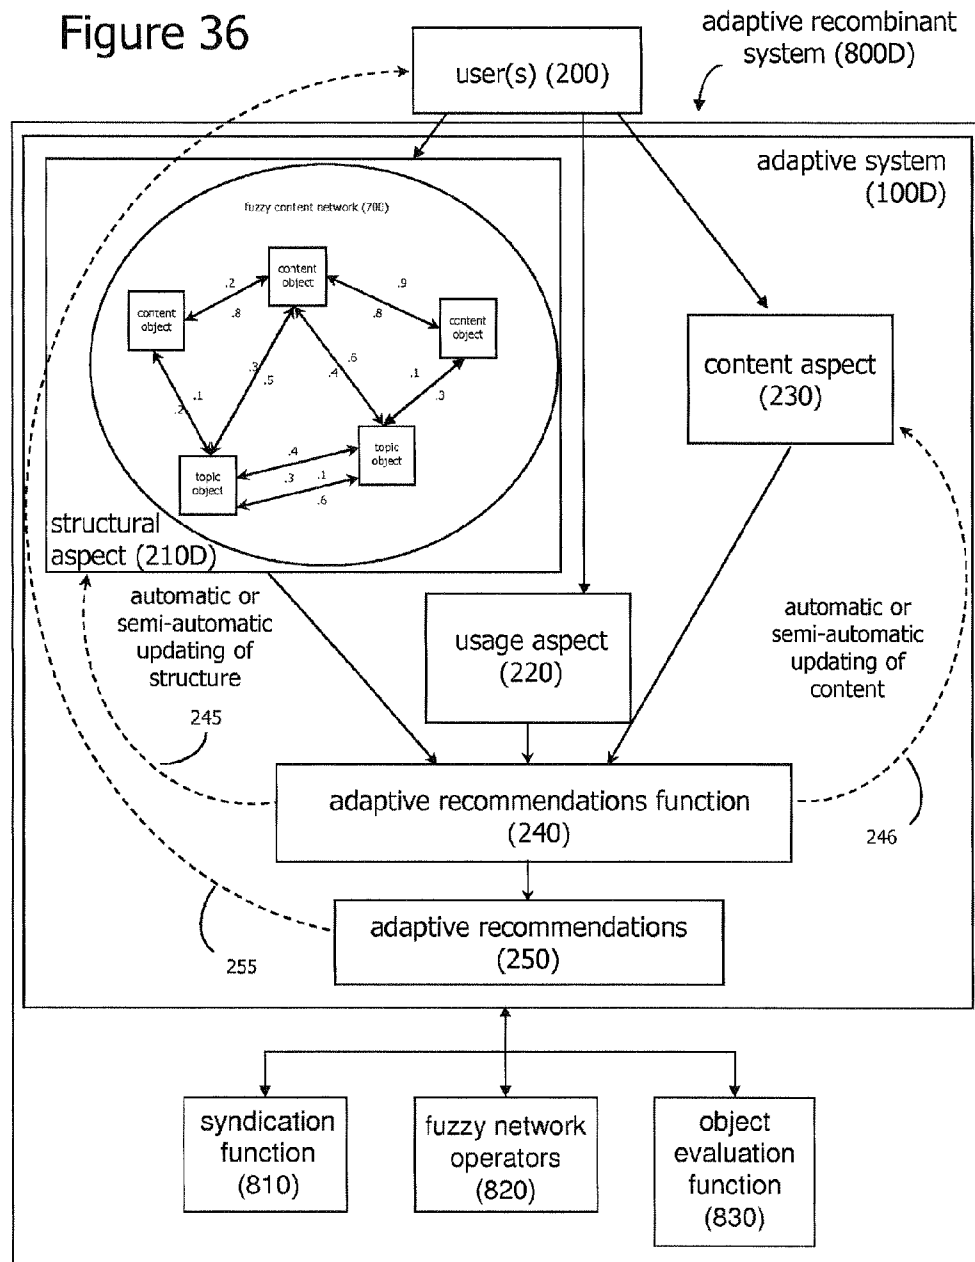 Figure 36
adaptive recombinant
system (800D)
user(s) (200)
adaptive system
(100D)
fuzzy content network (700)
content
object
content
object
content
object
.2
.8
.9
.8
.1
.2
.3
.5
.6
.4
.1
.3
topic
object
topic
object
.4
.3
.1
.6
structural
aspect (210D)
content aspect
(230)
automatic or
semi-automatic
updating of
structure
245
usage aspect
(220)
automatic or
semi-automatic
updating of
content
246
adaptive recommendations function
(240)
adaptive recommendations
(250)
255
syndication
function
(810)
fuzzy network
operators
(820)
object
evaluation
function
(830)